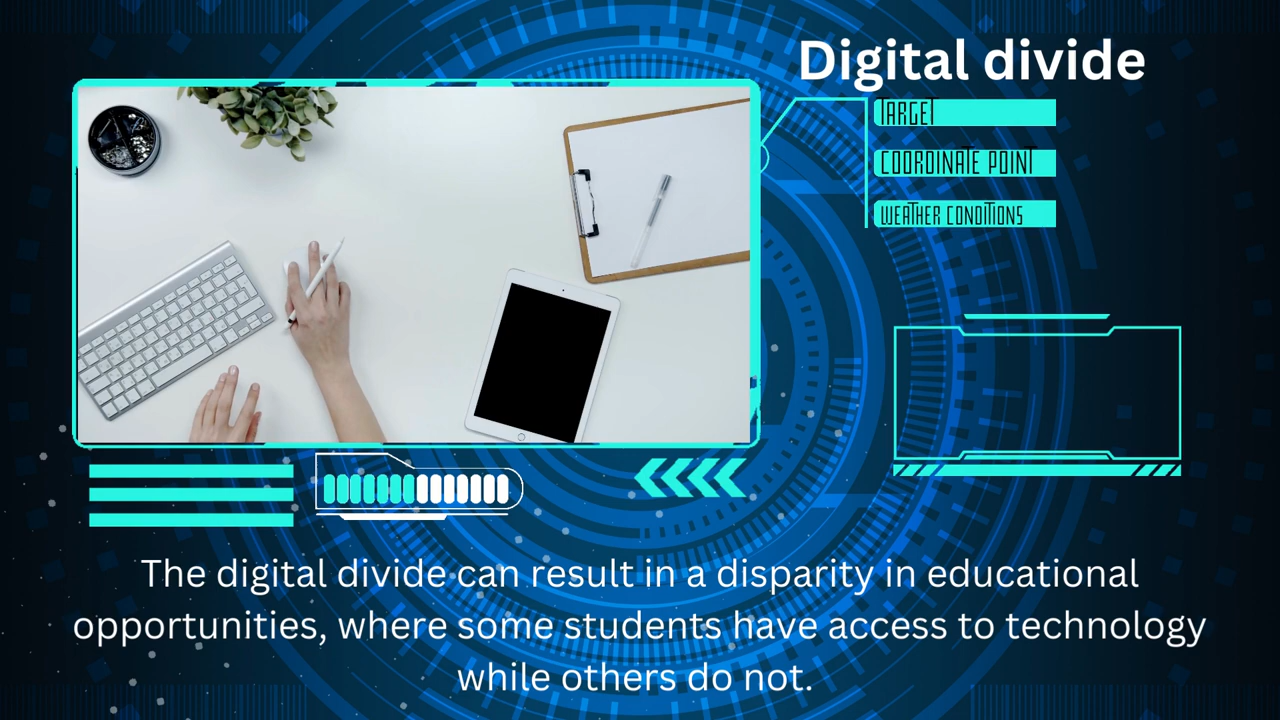 Digital divide
TARGET
COORDINATE POINT
WEATHER CONDITIONS
The digital divide can result in a disparity in educational
opportunities, where some students have access to technology
while others do not.